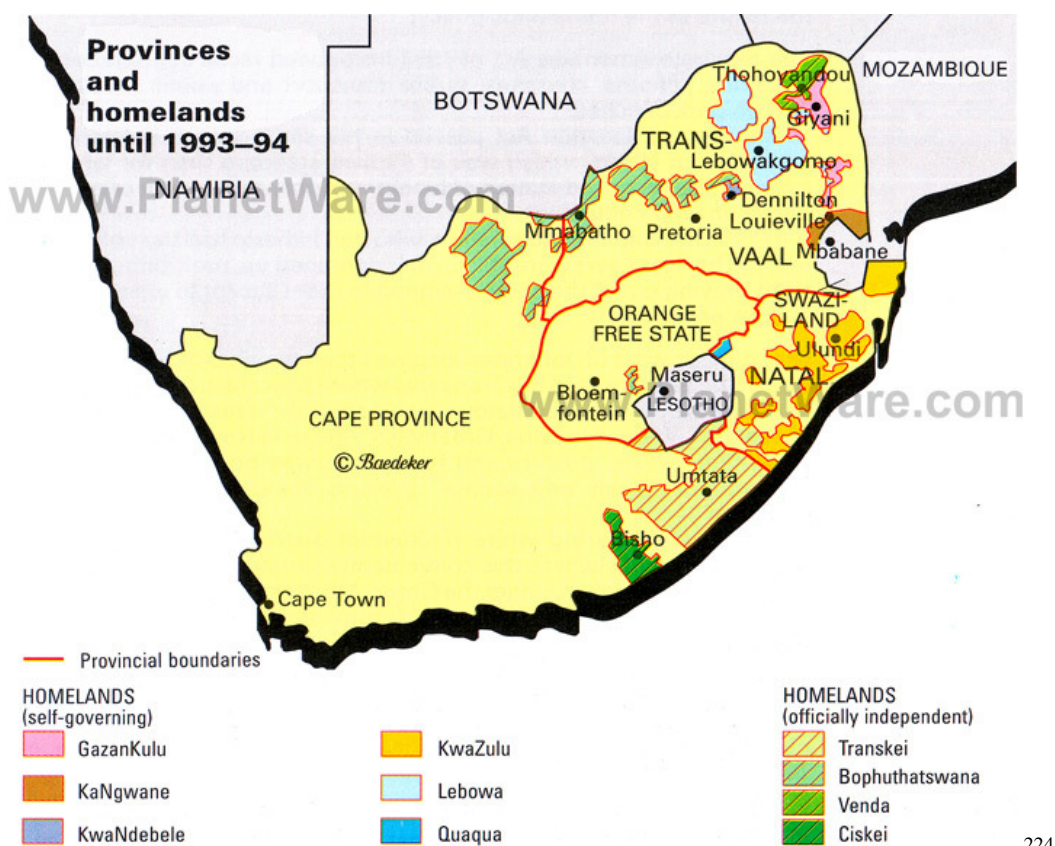 Provinces
and
homelands
until 1993–94
www.PlanetWare.com
NAMIBIA
BOTSWANA
MOZAMBIQUE
Thohoyandou
Giyani
TRANS-
Lebowakgomo
Dennilton
Louieville
Mmabatho
Pretoria
Mbabane
VAAL
SWAZI-
LAND
ORANGE
FREE STATE
Ulundi
Maseru
NATAL
Bloem-
fontein
LESOTHO
www.PlanetWare.com
CAPE PROVINCE
© Baedeker
Umtata
Bisho
Cape Town
Provincial boundaries
HOMELANDS
(self-governing)
GazanKulu
KaNgwane
KwaNdebele
KwaZulu
Lebowa
Quaqua
HOMELANDS
(officially independent)
Transkei
Bophuthatswana
Venda
Ciskei
224